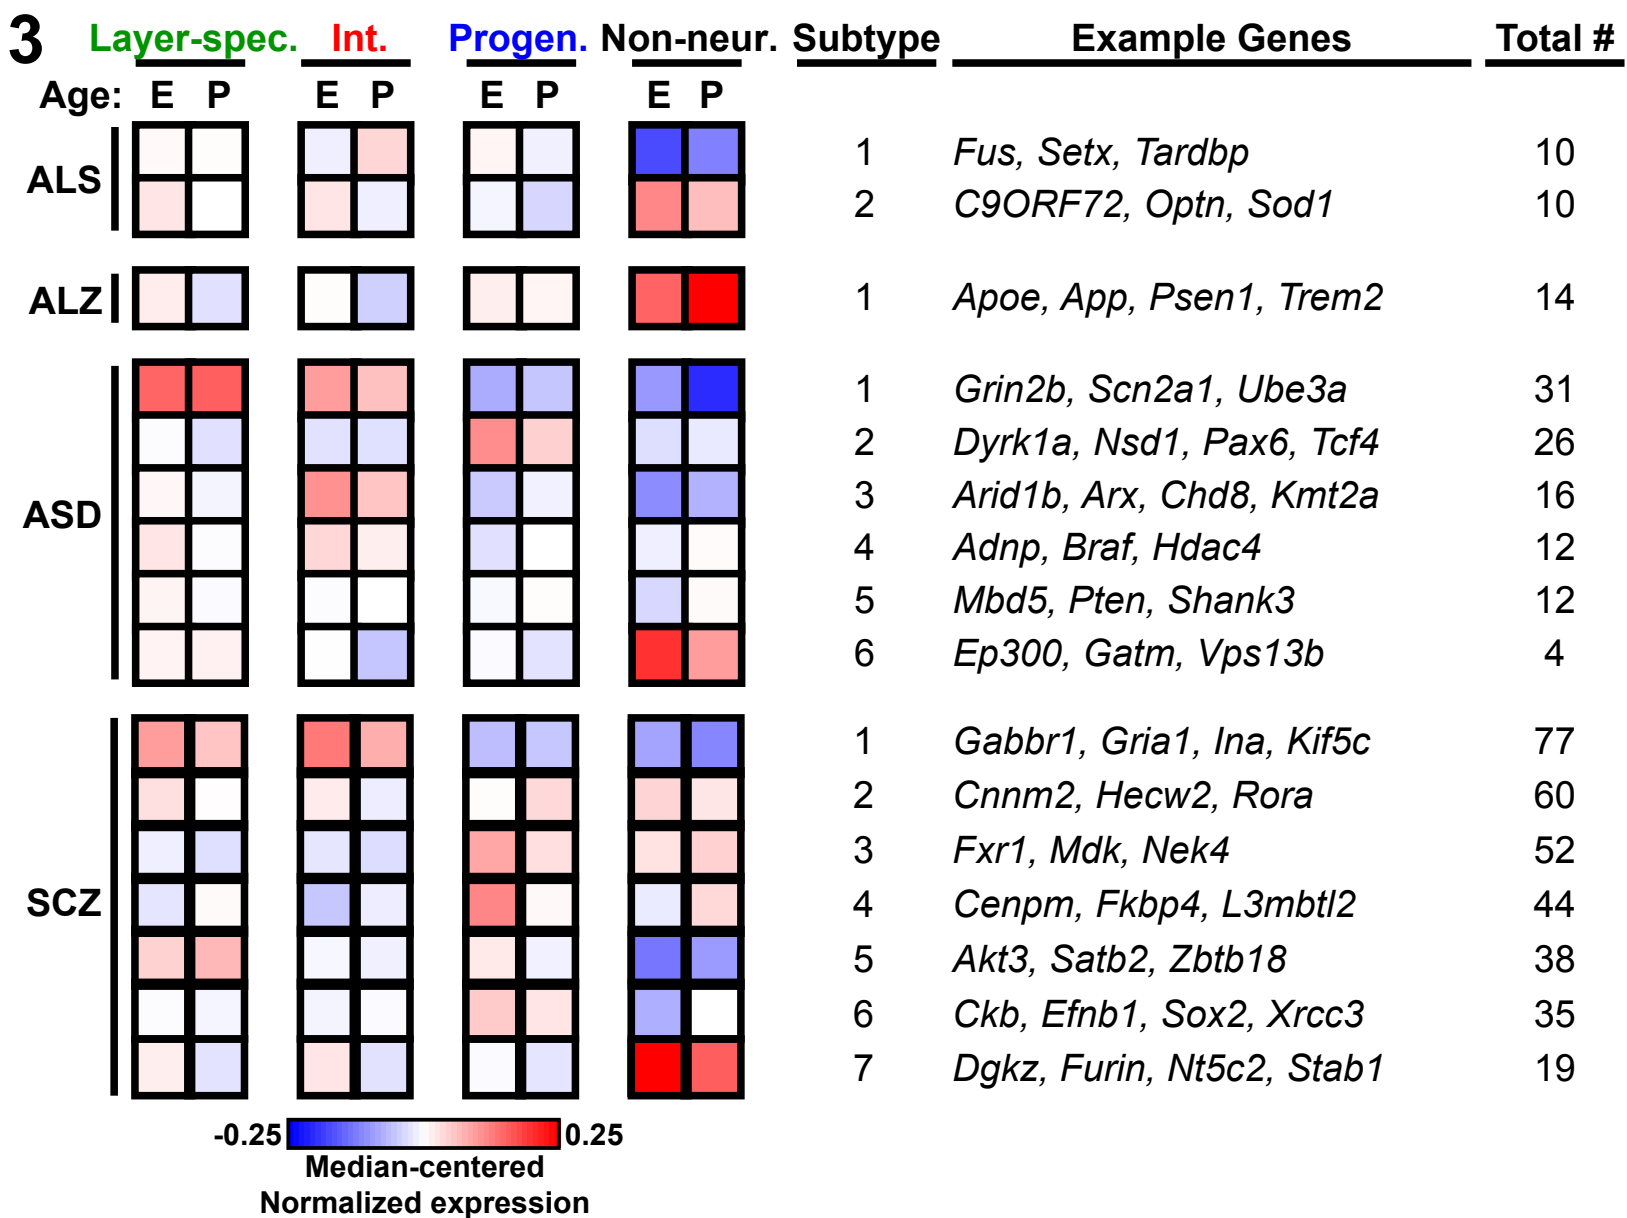 3 Layer-spec. Int. Progen. Non-neur. Subtype Example Genes Total #
Age: E P E P E P E P
ALS
1 Fus, Setx, Tardbp 10
2 C9ORF72, Optn, Sod1 10
ALZ 1 Apoe, App, Psen1, Trem2 14
ASD
1 Grin2b, Scn2a1, Ube3a 31
2 Dyrk1a, Nsd1, Pax6, Tcf4 26
3 Arid1b, Arx, Chd8, Kmt2a 16
4 Adnp, Braf, Hdac4 12
5 Mbd5, Pten, Shank3 12
6 Ep300, Gatm, Vps13b 4
SCZ
1 Gabbr1, Gria1, Ina, Kif5c 77
2 Cnnm2, Hecw2, Rora 60
3 Fxr1, Mdk, Nek4 52
4 Cenpm, Fkbp4, L3mbtl2 44
5 Akt3, Satb2, Zbtb18 38
6 Ckb, Efnb1, Sox2, Xrcc3 35
7 Dgkz, Furin, Nt5c2, Stab1 19
-0.25 0.25
Median-centered
Normalized expression